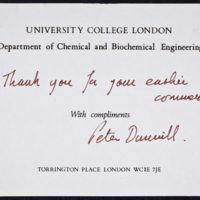 UNIVERSITY COLLEGE LONDON
Department of Chemical and Biochemical Engineering
Thank you for your earlier
comments
With compliments
Peter Dunnill.
TORRINGTON PLACE LONDON WC1E 7JE